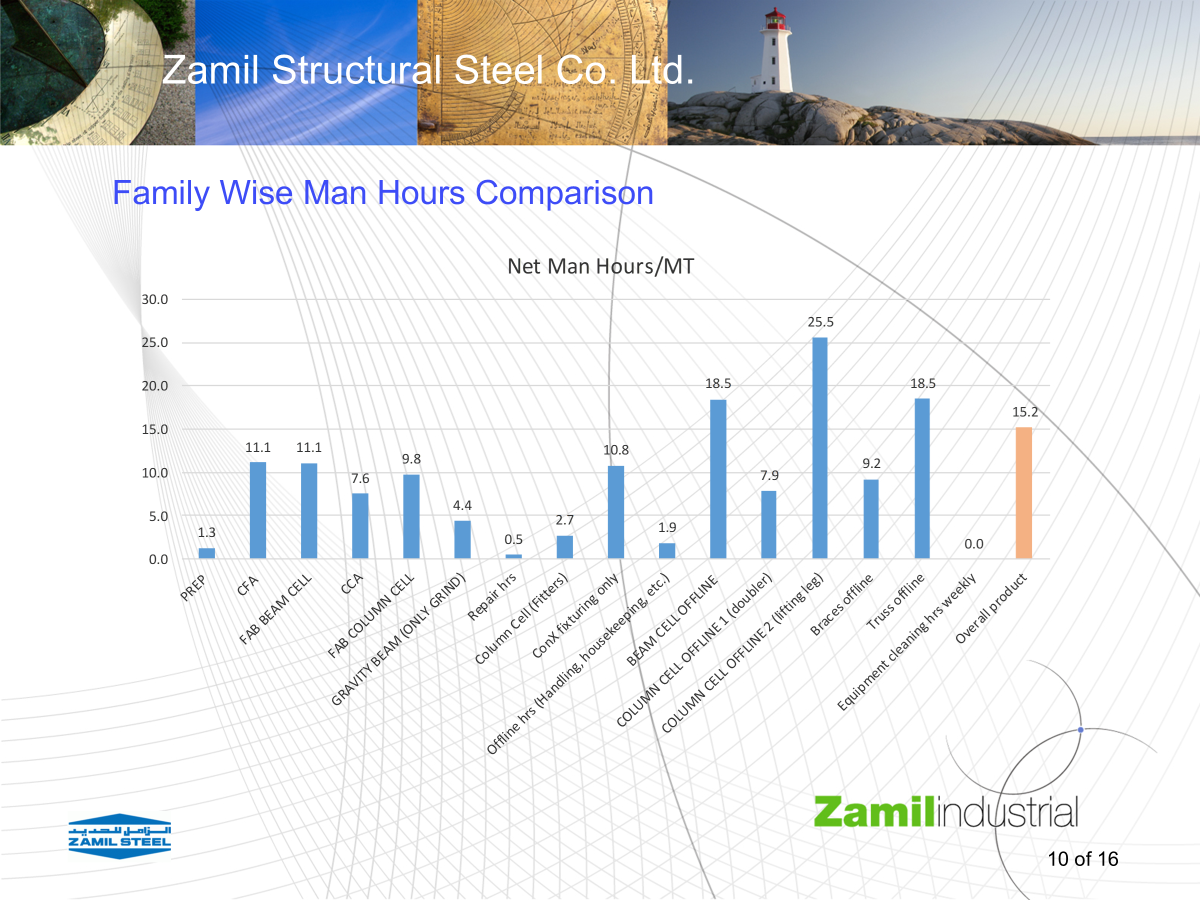 Zamil Structural Steel Co. Ltd.
Family Wise Man Hours Comparison
Net Man Hours/MT
30.0
25.0
20.0
15.0
10.0
5.0
0.0
1.3
11.1
11.1
7.6
9.8
4.4
0.5
2.7
10.8
1.9
18.5
7.9
25.5
9.2
18.5
0.0
15.2
PREP
CFA
FAB BEAM CELL
CCA
FAB COLUMN CELL
GRAVITY BEAM (ONLY GRIND)
Repair hrs
Column Cell (Fitters)
ConX fixturing only
Offline hrs (Handling, housekeeping, etc.)
BEAM CELL OFFLINE
COLUMN CELL OFFLINE 1 (doubler)
COLUMN CELL OFFLINE 2 (lifting leg)
Braces offline
Truss offline
Equipment cleaning hrs weekly
Overall product
الزامل للحديد
ZAMIL STEEL
Zamilindustrial
10 of 16